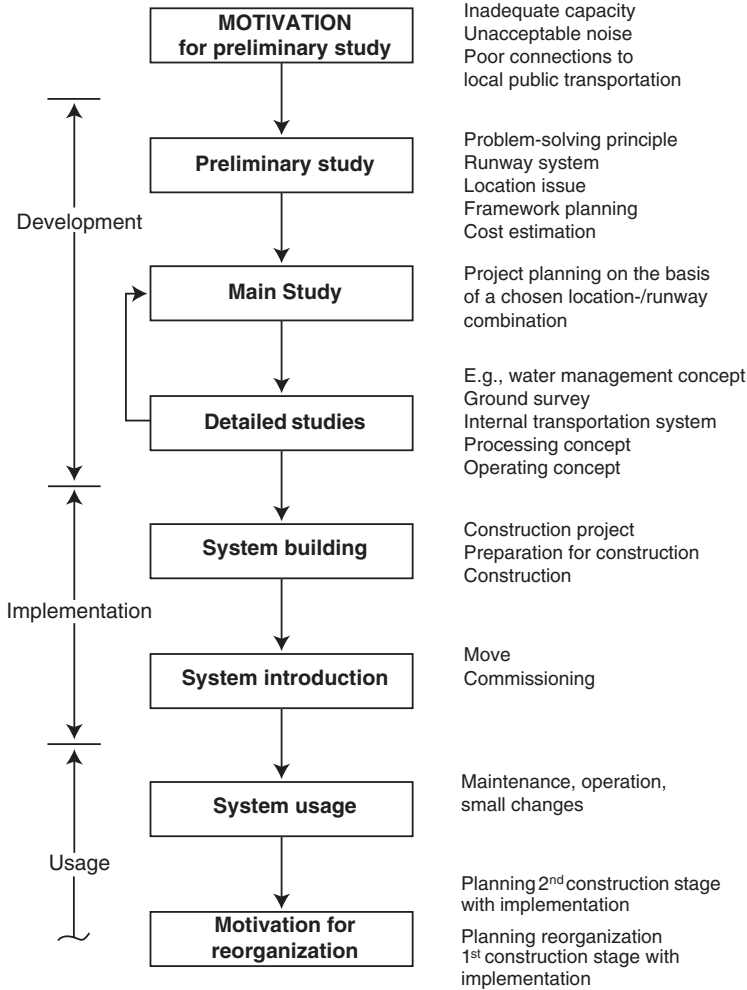 MOTIVATION
for preliminary study
Inadequate capacity
Unacceptable noise
Poor connections to
local public transportation
Development
Preliminary study
Problem-solving principle
Runway system
Location issue
Framework planning
Cost estimation
Main Study
Project planning on the basis
of a chosen location-/runway
combination
Detailed studies
E.g., water management concept
Ground survey
Internal transportation system
Processing concept
Operating concept
Implementation
System building
Construction project
Preparation for construction
Construction
System introduction
Move
Commissioning
Usage
System usage
Maintenance, operation,
small changes
Motivation for
reorganization
Planning 2nd construction stage
with implementation
Planning reorganization
1st construction stage with
implementation